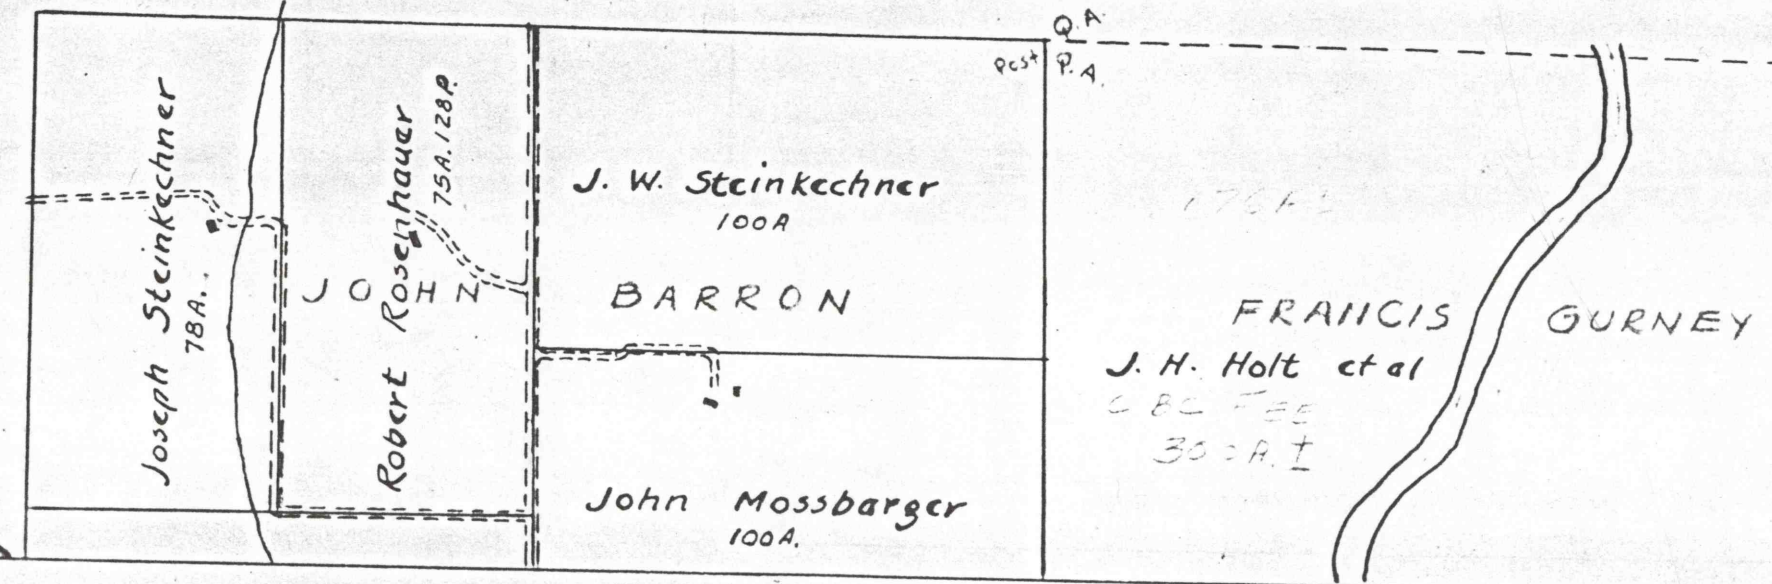 Q.A.
Post P.A.
Joseph Steinkechner
78A.
Robert Rosenhauer
75A.128P.
J. W. Steinkechner
100A
JOHN BARRON
FRANCIS GURNEY
J. H. Holt et al
John Mossbarger
100A.